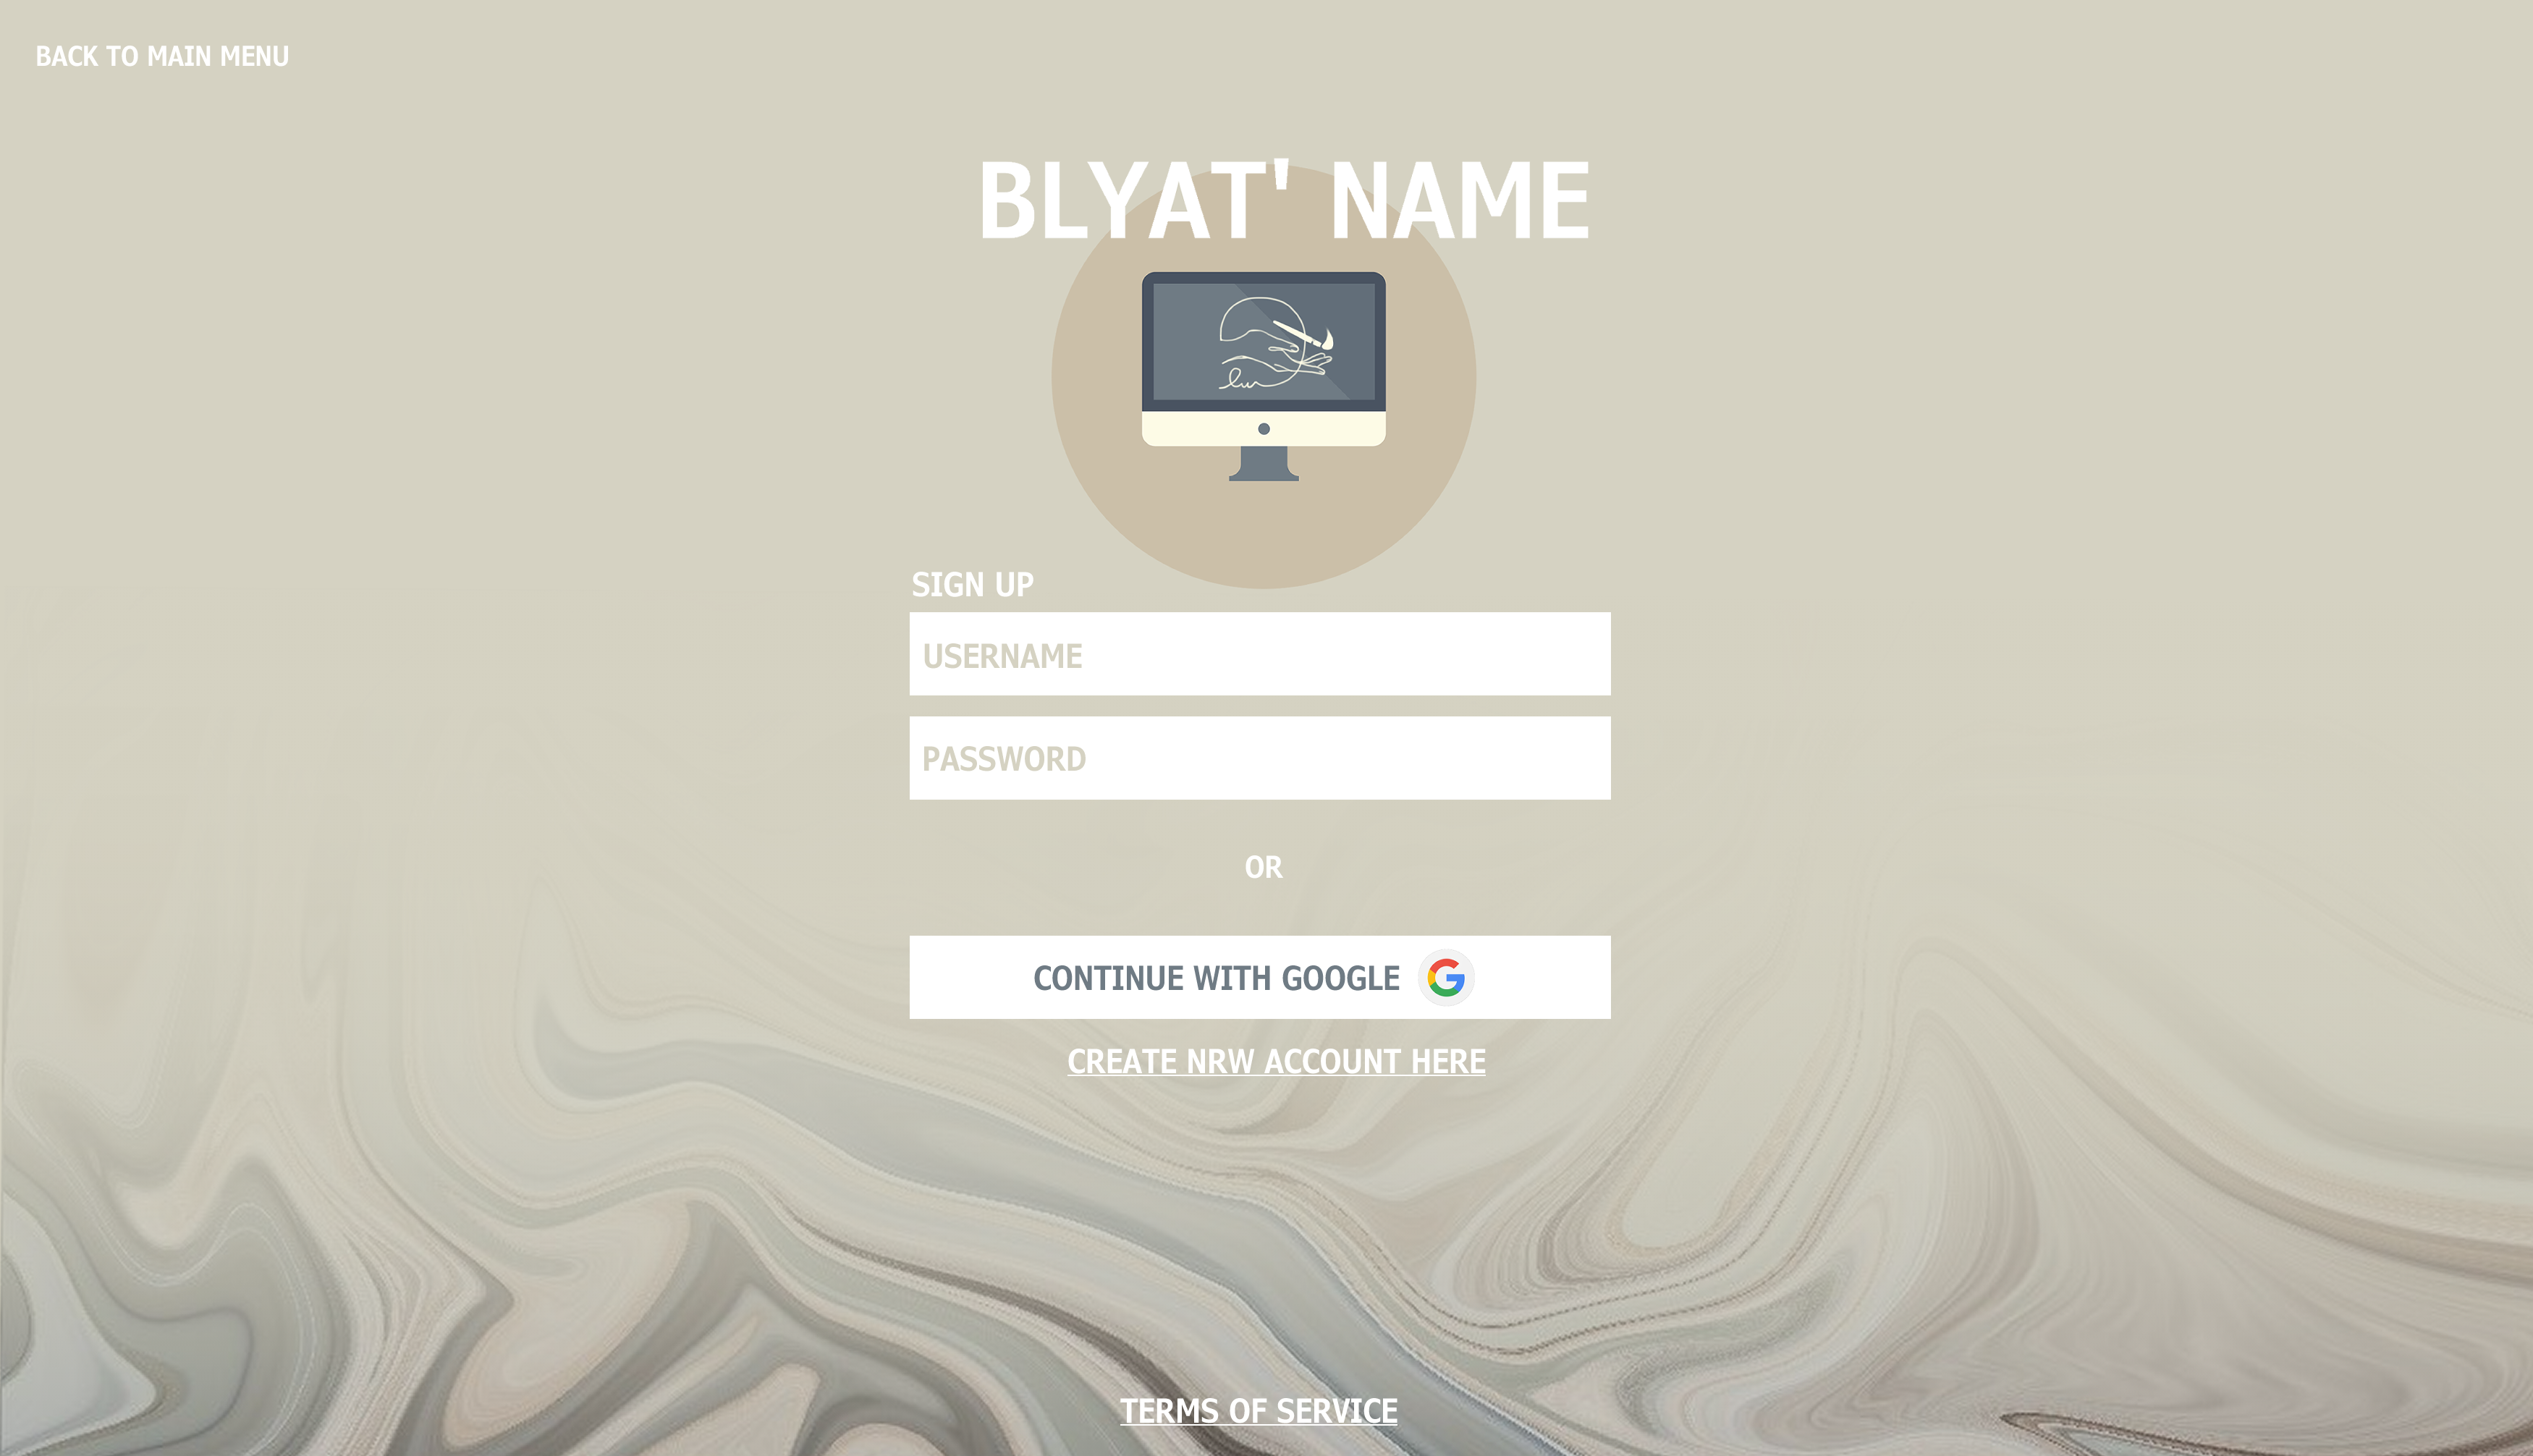 BACK TO MAIN MENU
BLYAT' NAME
SIGN UP
USERNAME
PASSWORD
OR
CONTINUE WITH GOOGLE
CREATE NRW ACCOUNT HERE
TERMS OF SERVICE